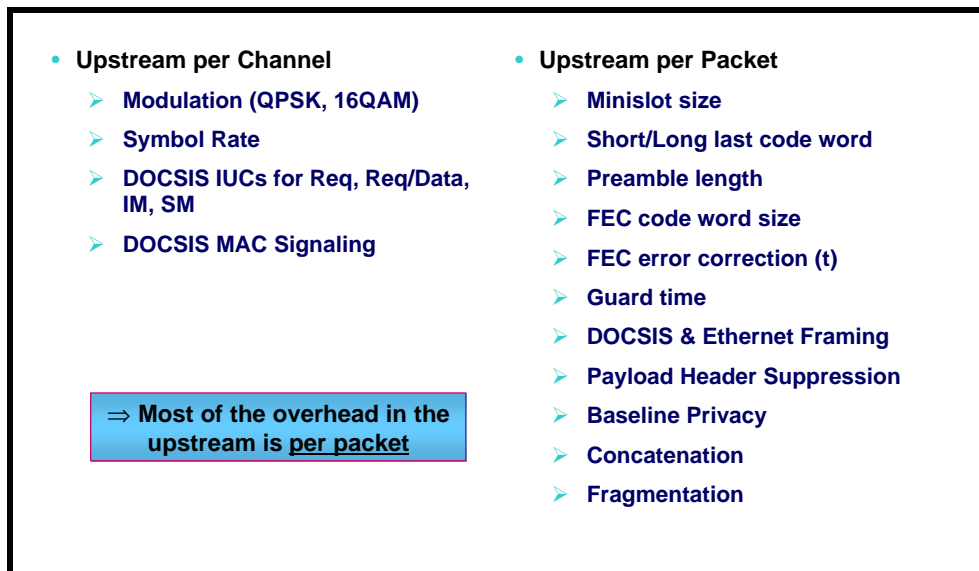 • Upstream per Channel
➢ Modulation (QPSK, 16QAM)
➢ Symbol Rate
➢ DOCSIS IUCs for Req, Req/Data,
IM, SM
➢ DOCSIS MAC Signaling
⇒ Most of the overhead in the
upstream is per packet
• Upstream per Packet
➢ Minislot size
➢ Short/Long last code word
➢ Preamble length
➢ FEC code word size
➢ FEC error correction (t)
➢ Guard time
➢ DOCSIS & Ethernet Framing
➢ Payload Header Suppression
➢ Baseline Privacy
➢ Concatenation
➢ Fragmentation